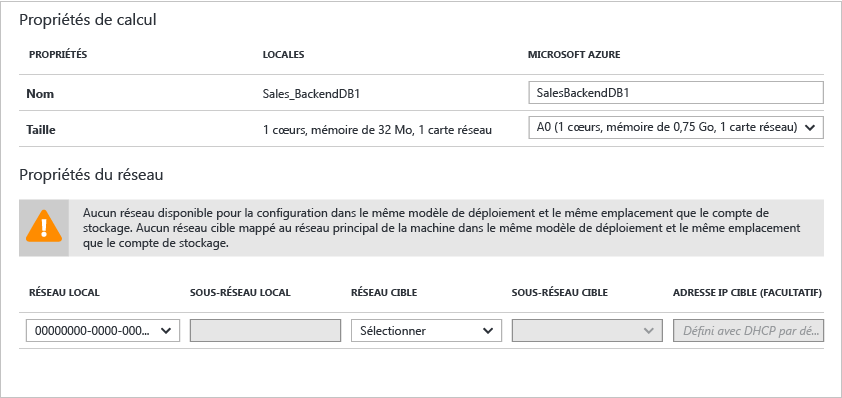 Propriétés de calcul
PROPRIÉTÉS LOCALES MICROSOFT AZURE
Nom Sales_BackendDB1 SalesBackendDB1
Taille 1 cœurs, mémoire de 32 Mo, 1 carte réseau A0 (1 cœurs, mémoire de 0,75 Go, 1 carte réseau)
Propriétés du réseau
Aucun réseau disponible pour la configuration dans le même modèle de déploiement et le même emplacement que le compte de
stockage. Aucun réseau cible mappé au réseau principal de la machine dans le même modèle de déploiement et le même emplacement
que le compte de stockage.
RÉSEAU LOCAL SOUS-RÉSEAU LOCAL RÉSEAU CIBLE SOUS-RÉSEAU CIBLE ADRESSE IP CIBLE (FACULTATIF)
00000000-0000-000... Sélectionner Défini avec DHCP par dé...